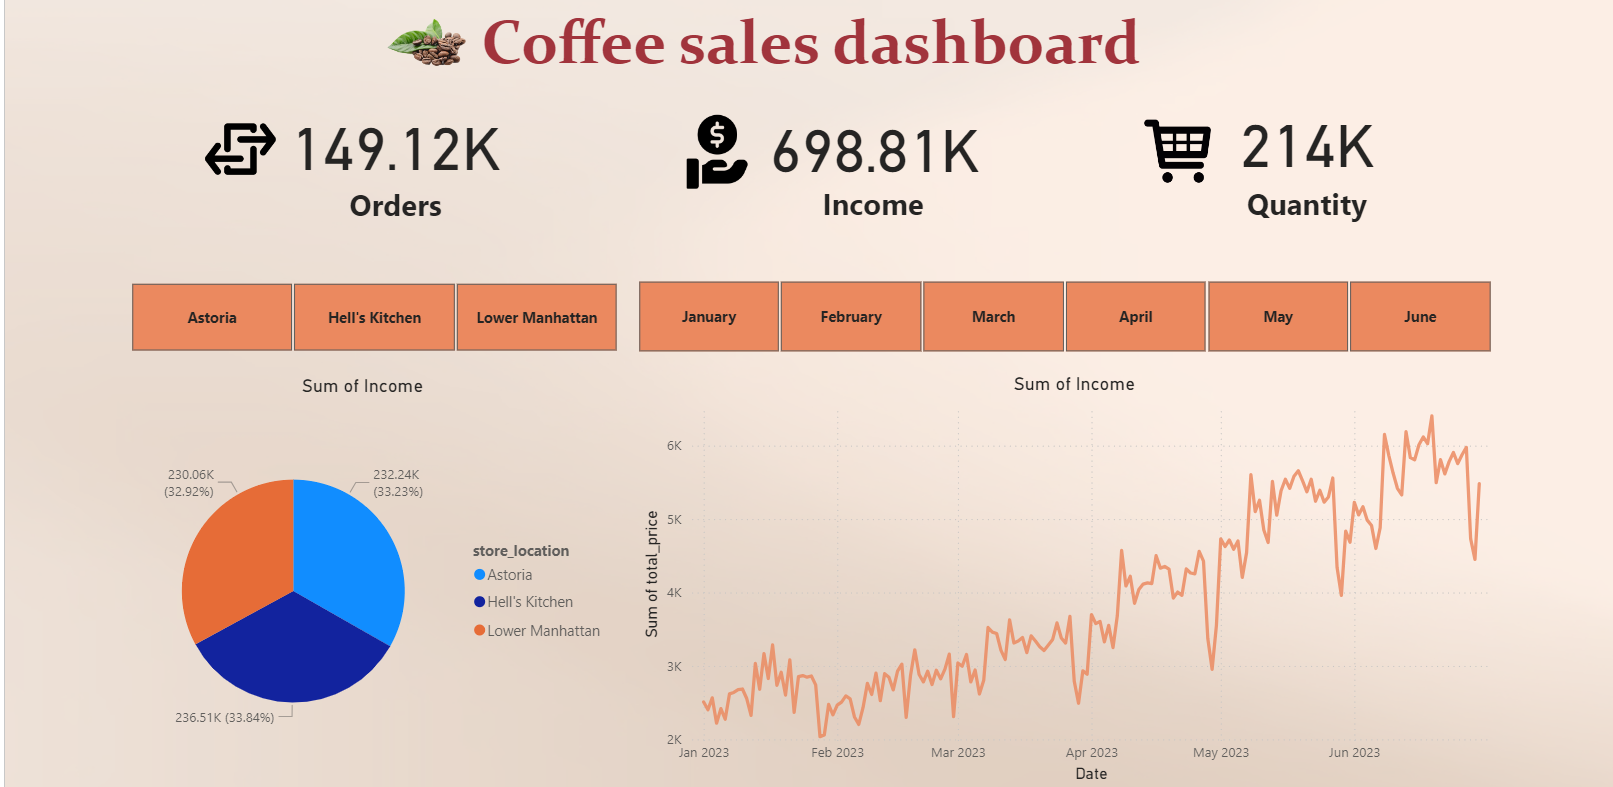 Coffee sales dashboard
149.12K
Orders
$
698.81K
Income
214K
Quantity
Astoria
Hell's Kitchen
Lower Manhattan
January
February
March
April
May
June
Sum of Income
230.06K
(32.92%)
232.24K
(33.23%)
236.51K (33.84%)
store_location
Astoria
Hell's Kitchen
Lower Manhattan
Sum of Income
Sum of total_price
6K
5K
4K
3K
2K
Jan 2023
Feb 2023
Mar 2023
Apr 2023
May 2023
Jun 2023
Date